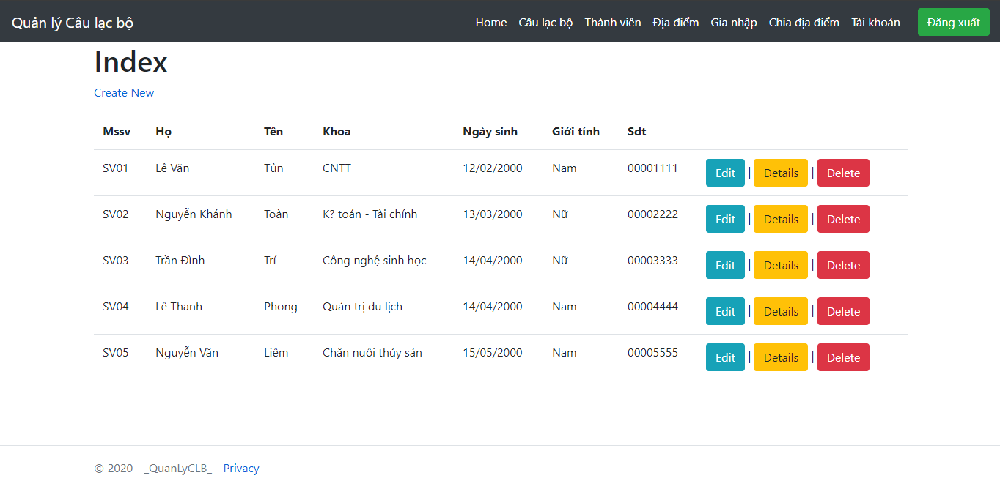 Quản lý Câu lạc bộ Home Câu lạc bộ Thành viên Địa điểm Gia nhập Chia địa điểm Tài khoản Đăng xuất
Index
Create New
Mssv Họ Tên Khoa Ngày sinh Giới tính Sdt
SV01 Lê Văn Tủn CNTT 12/02/2000 Nam 00001111 Edit | Details | Delete
SV02 Nguyễn Khánh Toàn K? toán - Tài chính 13/03/2000 Nữ 00002222 Edit | Details | Delete
SV03 Trần Đình Trí Công nghệ sinh học 14/04/2000 Nữ 00003333 Edit | Details | Delete
SV04 Lê Thanh Phong Quản trị du lịch 14/04/2000 Nam 00004444 Edit | Details | Delete
SV05 Nguyễn Văn Liêm Chăn nuôi thủy sản 15/05/2000 Nam 00005555 Edit | Details | Delete
© 2020 - _QuanLyCLB_ - Privacy